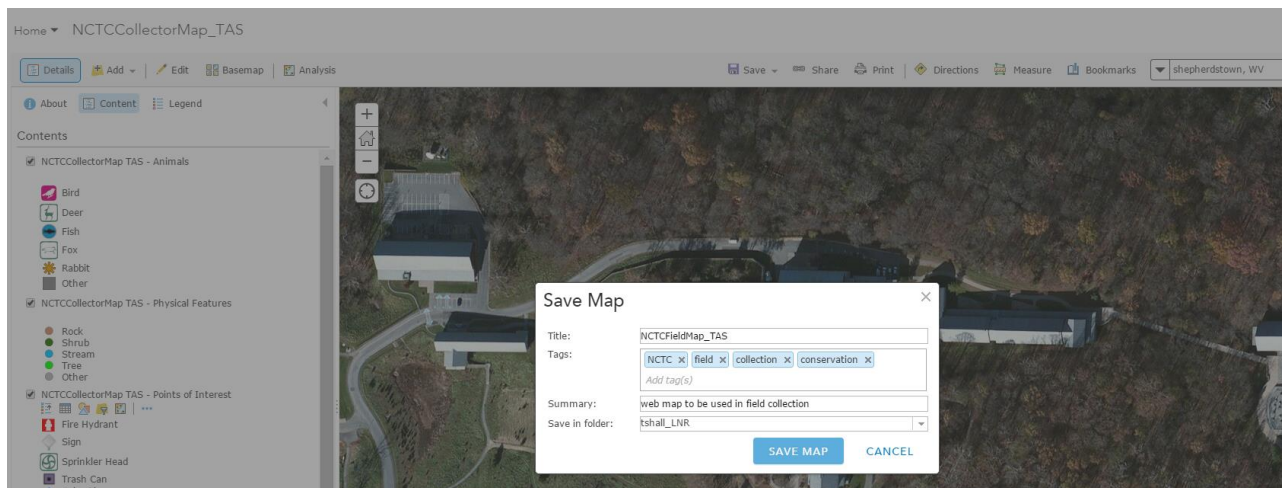 Home NCTCCollectorMap_TAS
Details Add Edit Basemap Analysis Save Share Print Directions Measure Bookmarks shepherdstown, WV
About Content Legend
Contents
NCTCCollectorMap TAS - Animals
Bird
Deer
Fish
Fox
Rabbit
Other
NCTCCollectorMap TAS - Physical Features
Rock
Shrub
Stream
Tree
Other
NCTCCollectorMap TAS - Points of Interest
Fire Hydrant
Sign
Sprinkler Head
Trash Can
Save Map
Title: NCTCFieldMap_TAS
Tags: NCTC x field x collection x conservation x
Add tag(s)
Summary: web map to be used in field collection
Save in folder: tshall_LNR
SAVE MAP CANCEL